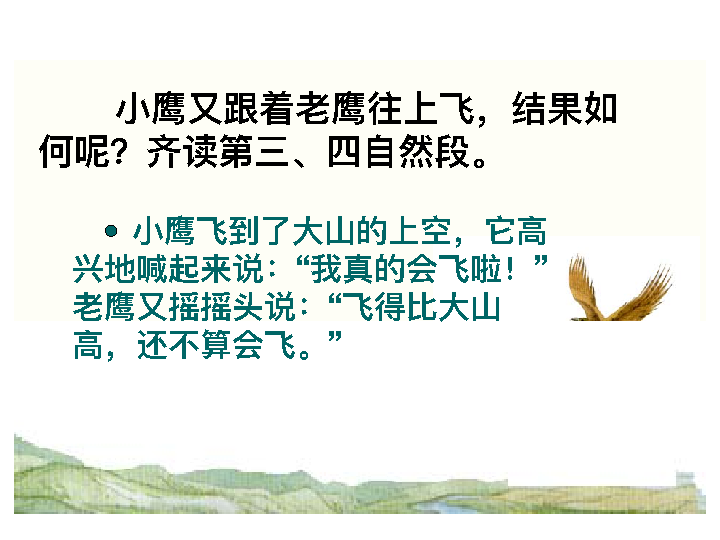 小鹰又跟着老鹰往上飞，结果如
何呢？齐读第三、四自然段。
• 小鹰飞到了大山的上空，它高
兴地喊起来说：“我真的会飞啦！”
老鹰又摇摇头说：“飞得比大山
高，还不算会飞。”